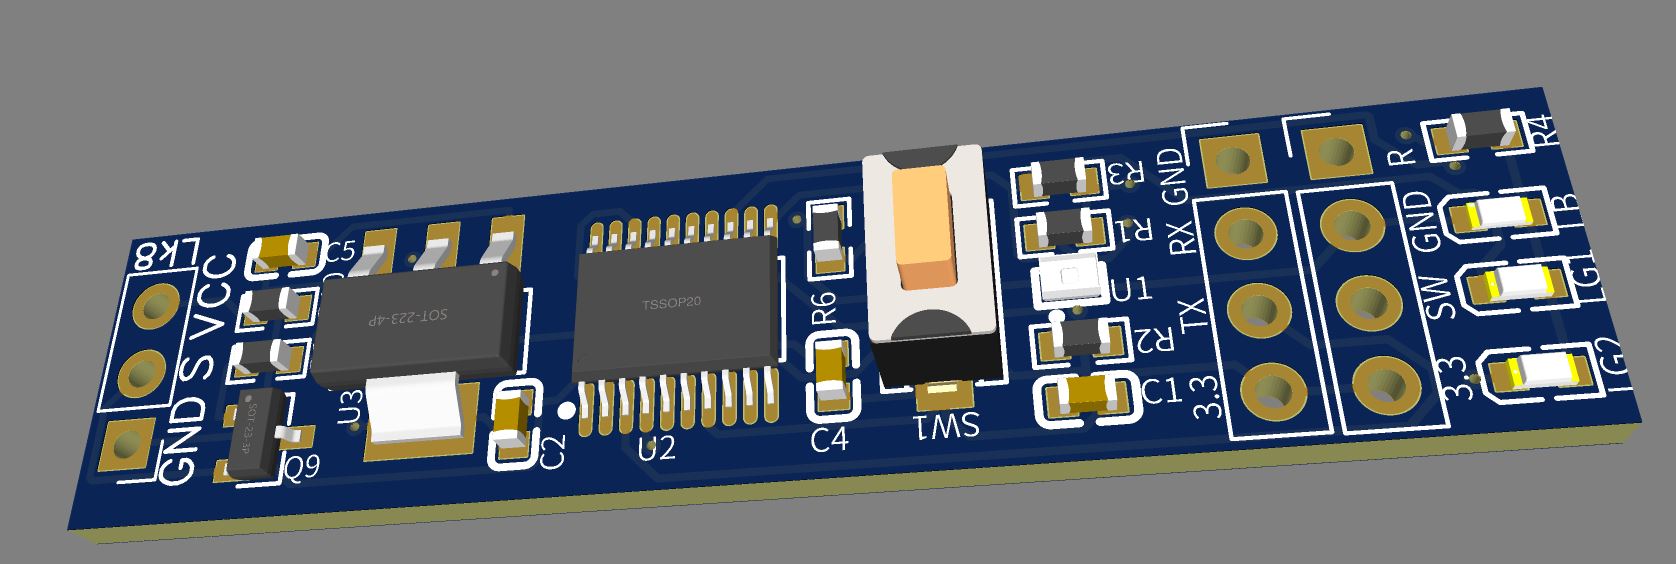 LK8
GND S VCC
C5
Q9
U3
SOT-223-4P
SOT-23-3P
C2
TSSOP20
U2
R6
C4
SW1
R3
R1
U1
R2
C1
GND
RX
TX
3.3
R
GND
SW
3.3
R4
LB
LG1
LG2